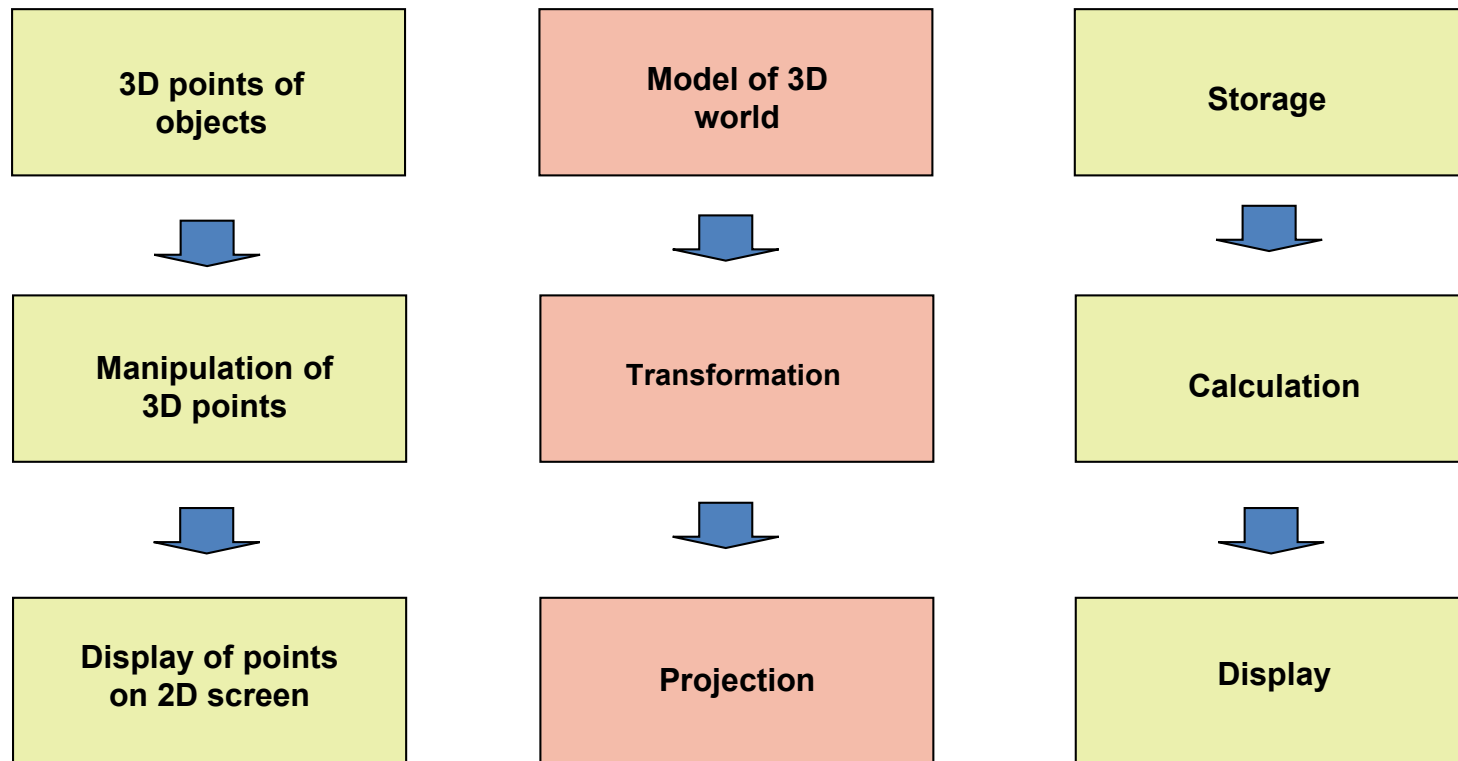 3D points of
objects
Model of 3D
world
Storage
Manipulation of
3D points
Transformation
Calculation
Display of points
on 2D screen
Projection
Display